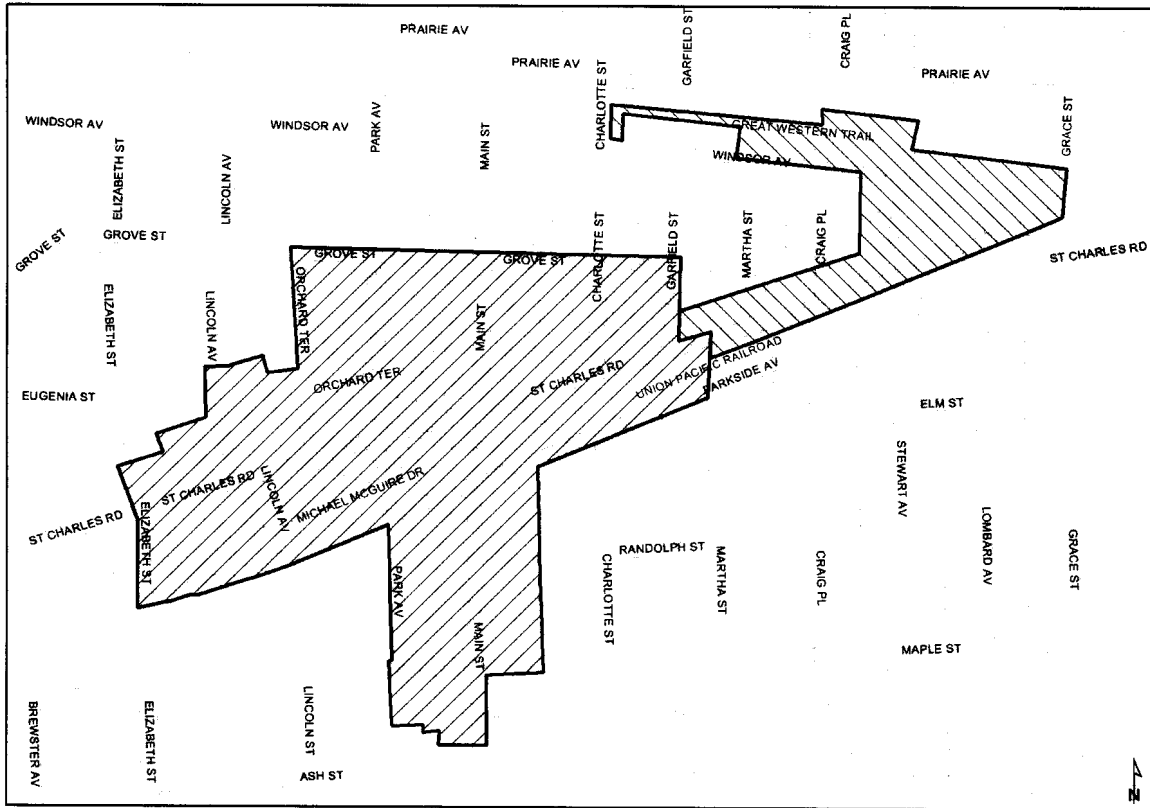 PRAIRIE AV
GARFIELD ST
CRAIG PL
PRAIRIE AV
CHARLOTTE ST
PRAIRIE AV
WINDSOR AV
ELIZABETH ST
WINDSOR AV
PARK AV
MAIN ST
GREAT WESTERN TRAIL
GRACE ST
LINCOLN AV
WINDSOR AV
GROVE ST
GROVE ST
GROVE ST
GROVE ST
CHARLOTTE ST
GARFIELD ST
MARTHA ST
CRAIG PL
ST CHARLES RD
ELIZABETH ST
LINCOLN AV
ORCHARD TER
MAIN ST
ORCHARD TER
ST CHARLES RD
UNION PACIFIC RAILROAD
PARKSIDE AV
EUGENIA ST
ELM ST
ST CHARLES RD
ST CHARLES RD
LINCOLN AV
MICHAEL MCGUIRE DR
STEWART AV
ELIZABETH ST
PARK AV
RANDOLPH ST
CHARLOTTE ST
MARTHA ST
CRAIG PL
LOMBARD AV
GRACE ST
MAIN ST
MAPLE ST
BREWSTER AV
ELIZABETH ST
LINCOLN ST
ASH ST
N